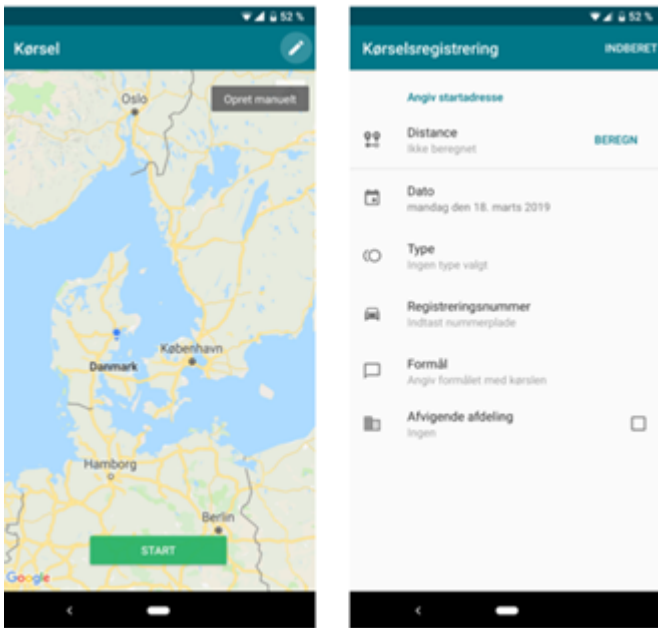 52 %
Kørsel
Opret manuelt
Oslo
København
Danmark
Hamborg
Berlin
START
Google
52 %
Kørselsregistrering INDBERET
Angiv startadresse
Distance
Ikke beregnet
BEREGN
Dato
mandag den 18. marts 2019
Type
Ingen type valgt
Registreringsnummer
Indtast nummerplade
Formål
Angiv formålet med kørslen
Afvigende afdeling
Ingen